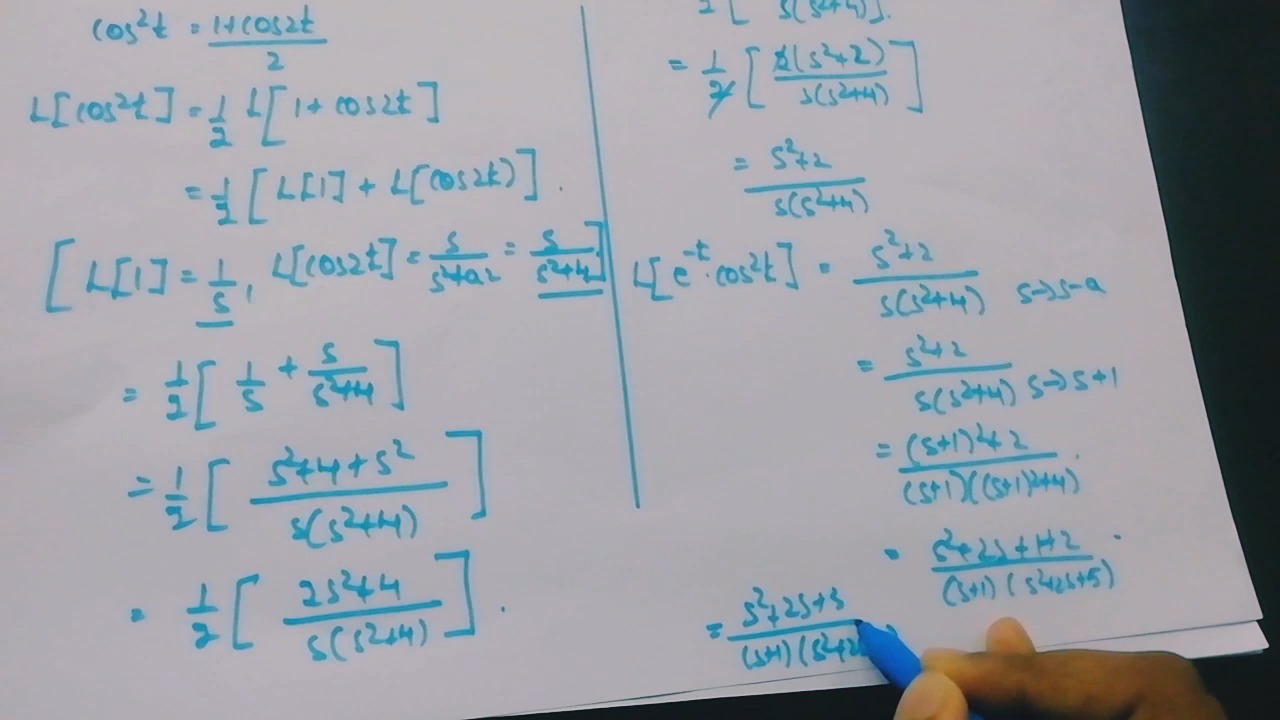 cos²t = 1+cos2t / 2
L[cos²t] = 1/2 L[1 + cos2t]
= 1/2 [L[1] + L[cos2t)] .
[L[1] = 1/s, L[cos2t] = s/s²+a2 = s/s²+4]
= 1/2 [1/s + s/s²+4]
= 1/2 [s²+4+s² / s(s²+4)]
= 1/2 [2s²+4 / s(s²+4)] .
2 [ s(s²+4)].
= 1/2 [2(s²+2) / s(s²+4)]
= s²+2 / s(s²+4)
L[e^-t . cos²t] = s²+2 / s(s²+4) s→s-a
= s²+2 / s(s²+4) s→s+1
= (s+1)²+2 / (s+1)((s+1)²+4) .
= s²+2s+1+2 / (s+1)(s²+2s+5) .
= s²+2s+3 / (s+1)(s²+2